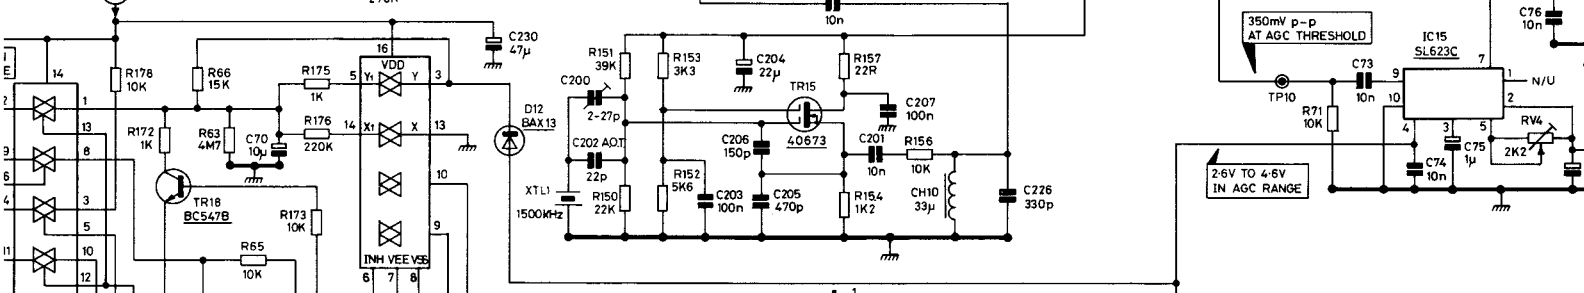 10n
C76
10n
350mV p-p
AT AGC THRESHOLD
IC15
SL623C
C230
47µ
16
VDD
14
R178
10K
R66
15K
R175
1K
5
Y1
Y
3
R151
39K
R153
3K3
C204
22µ
R157
22R
C200
2-27p
TR15
40673
C207
100n
C73
10n
TP10
9
7
1
N/U
10
2
R71
10K
4
3
5
RV4
2K2
C74
10n
C75
1µ
1
13
R172
1K
R63
4M7
C70
10µ
R176
220K
14
X1
X
13
D12
BAX13
C202 A.O.T.
22p
C206
150p
C201
10n
R156
10K
8
9
6
10
XTL1
1500KHz
R150
22K
R152
5K6
C203
100n
C205
470p
R154
1K2
CH10
33µ
C226
330p
2·6V TO 4·6V
IN AGC RANGE
TR18
BC547B
R173
10K
3
4
5
9
R65
10K
11
10
12
INH
VEE
VSS
6
7
8